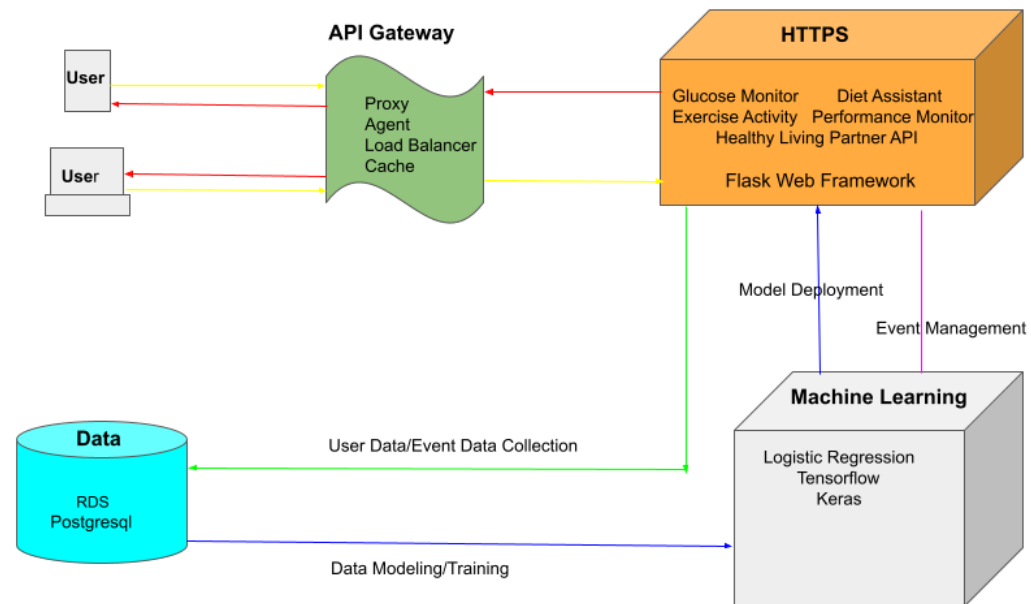 API Gateway
HTTPS
User
Proxy
Agent
Load Balancer
Cache
User
Glucose Monitor Diet Assistant
Exercise Activity Performance Monitor
Healthy Living Partner API
Flask Web Framework
Model Deployment
Event Management
Machine Learning
Logistic Regression
Tensorflow
Keras
Data
RDS
Postgresql
User Data/Event Data Collection
Data Modeling/Training